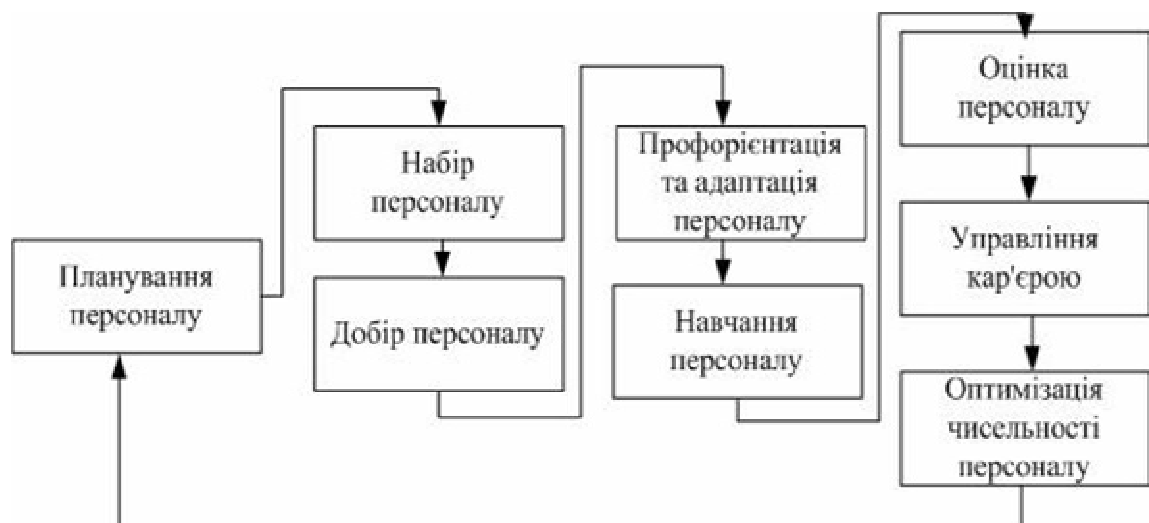 Планування
персоналу
Набір
персоналу
Добір персоналу
Профорієнтація
та адаптація
персоналу
Навчання
персоналу
Оцінка
персоналу
Управління
кар'єрою
Оптимізація
чисельності
персоналу